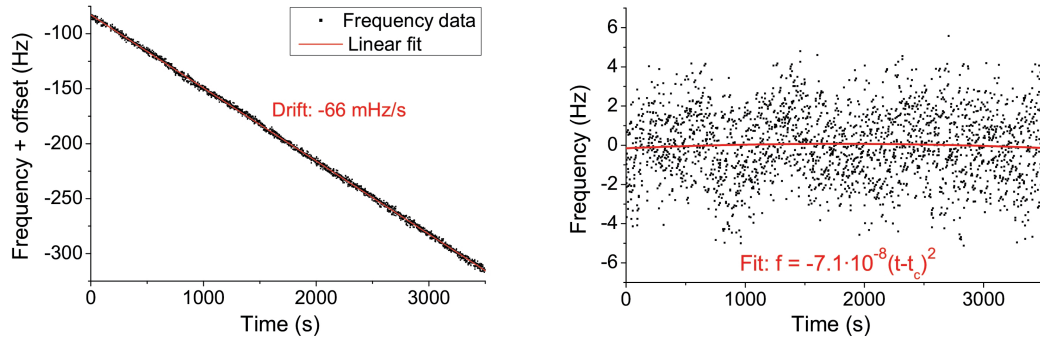 Frequency data
Linear fit
Drift: -66 mHz/s
Frequency + offset (Hz)
-100
-150
-200
-250
-300
0
1000
2000
3000
Time (s)
Frequency (Hz)
6
4
2
0
-2
-4
-6
Fit: f = -7.1·10⁻⁸(t-t_c)²
0
1000
2000
3000
Time (s)